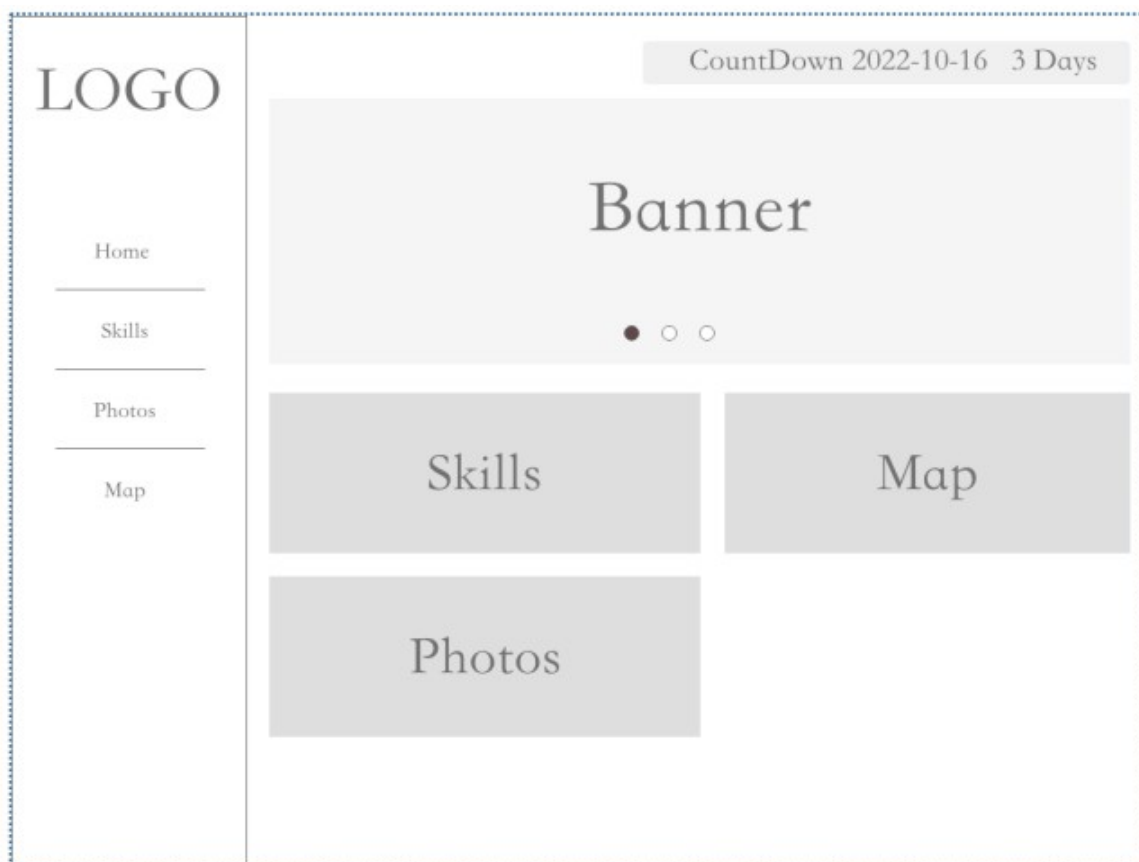 LOGO
Home
Skills
Photos
Map
CountDown 2022-10-16 3 Days
Banner
Skills
Map
Photos